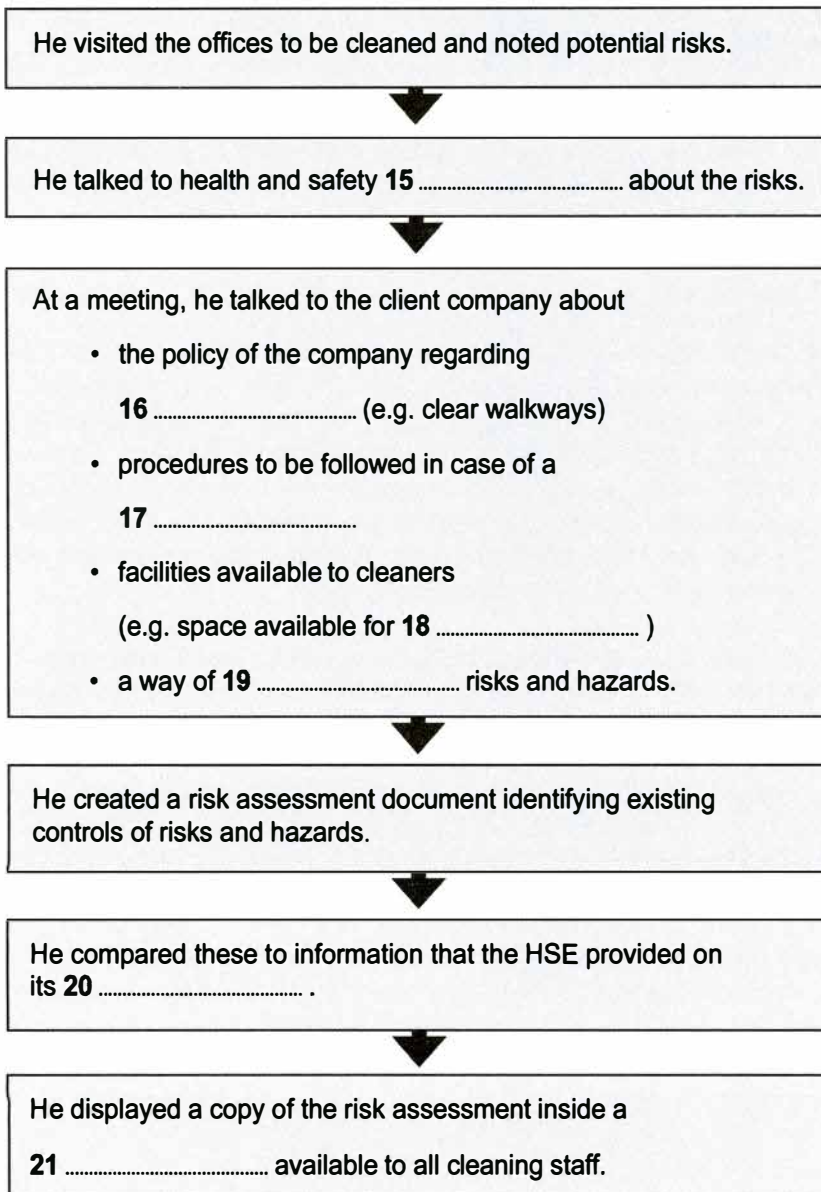 He visited the offices to be cleaned and noted potential risks.
He talked to health and safety 15 ........................................ about the risks.
At a meeting, he talked to the client company about
• the policy of the company regarding
16 ........................................ (e.g. clear walkways)
• procedures to be followed in case of a
17 ........................................
• facilities available to cleaners
(e.g. space available for 18 ........................................ )
• a way of 19 ........................................ risks and hazards.
He created a risk assessment document identifying existing
controls of risks and hazards.
He compared these to information that the HSE provided on
its 20 ........................................ .
He displayed a copy of the risk assessment inside a
21 ........................................ available to all cleaning staff.